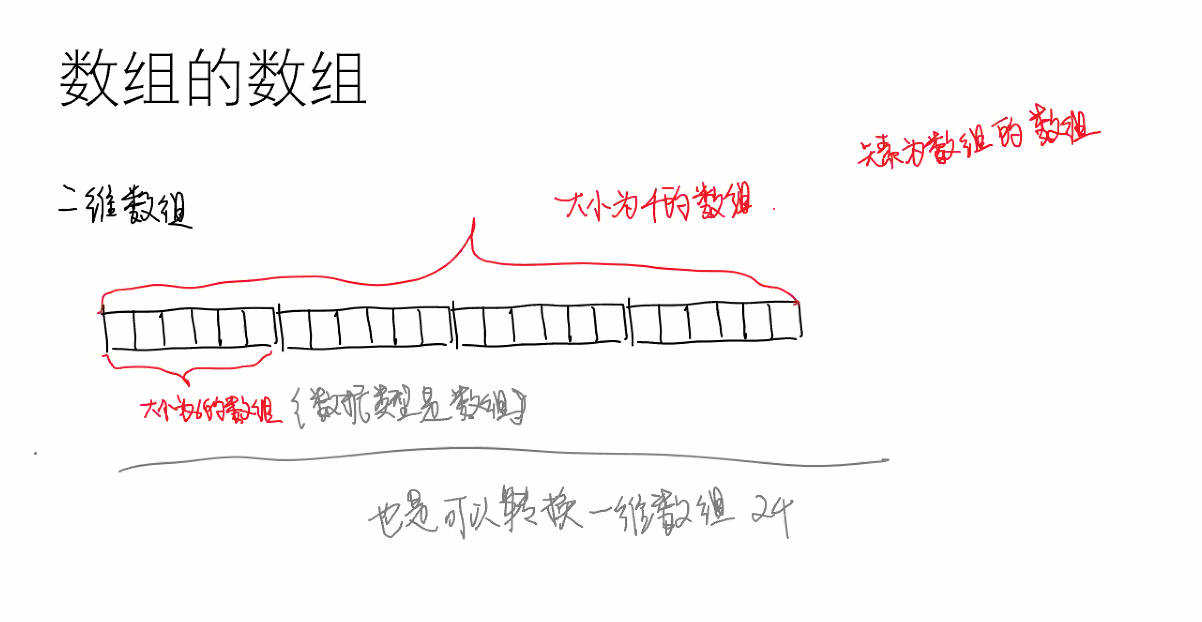 数组的数组
元素为数组的数组
二维数组
大小为4的数组
大小为6的数组 (数据类型是数组)
也是可以转换一维数组 24